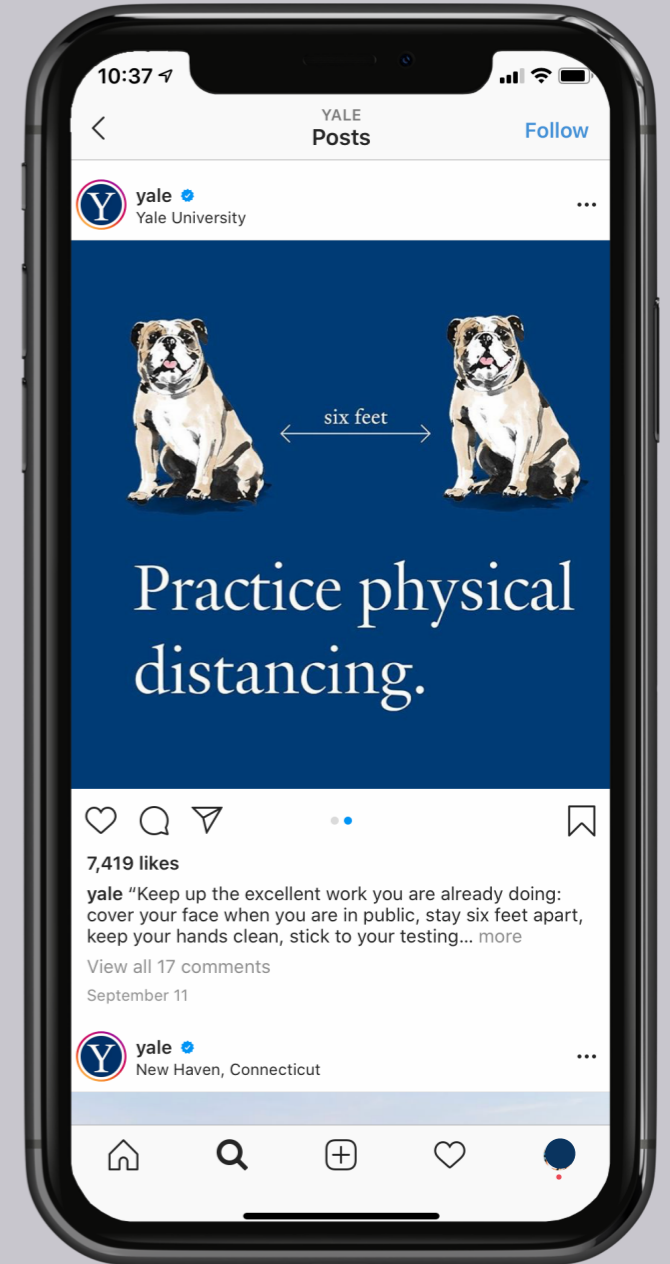 10:37
YALE
Posts
Follow
Y
yale
Yale University
six feet
Practice physical
distancing.
7,419 likes
yale “Keep up the excellent work you are already doing:
cover your face when you are in public, stay six feet apart,
keep your hands clean, stick to your testing... more
View all 17 comments
September 11
Y
yale
New Haven, Connecticut